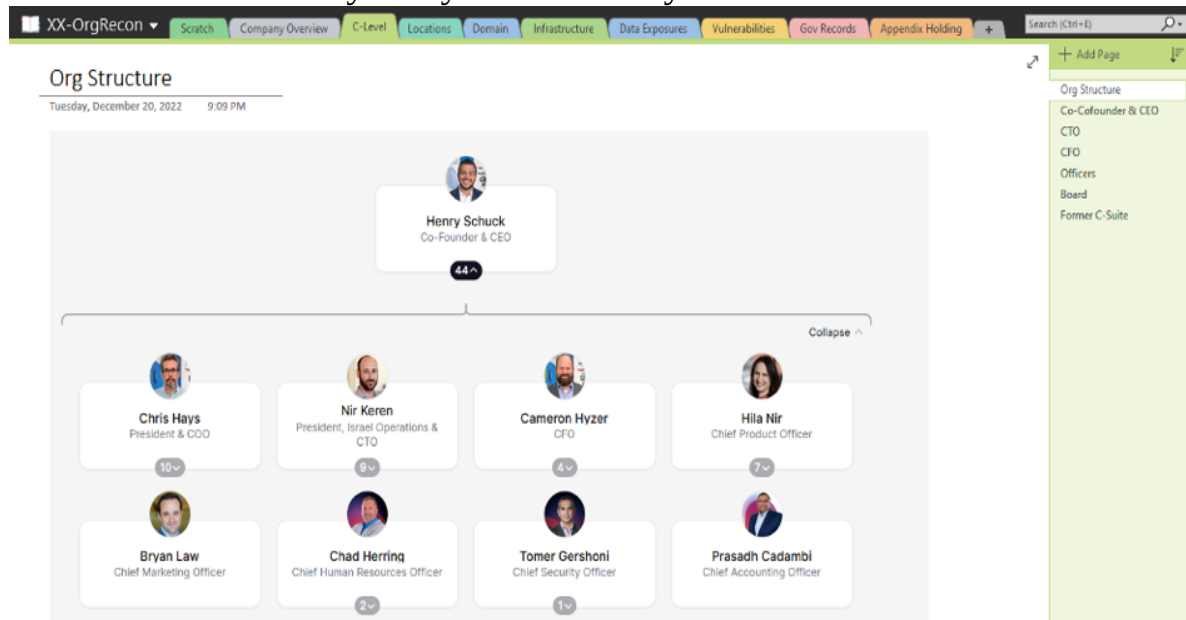 XX-OrgRecon
Scratch
Company Overview
C-Level
Locations
Domain
Infrastructure
Data Exposures
Vulnerabilities
Gov Records
Appendix Holding
+
Search (Ctrl+E)
+ Add Page
Org Structure
Tuesday, December 20, 2022 9:09 PM
Henry Schuck
Co-Founder & CEO
44
Collapse
Chris Hays
President & COO
10
Nir Keren
President, Israel Operations &
CTO
9
Cameron Hyzer
CFO
4
Hila Nir
Chief Product Officer
7
Bryan Law
Chief Marketing Officer
Chad Herring
Chief Human Resources Officer
2
Tomer Gershoni
Chief Security Officer
1
Prasadh Cadambi
Chief Accounting Officer
Org Structure
Co-Cofounder & CEO
CTO
CFO
Officers
Board
Former C-Suite